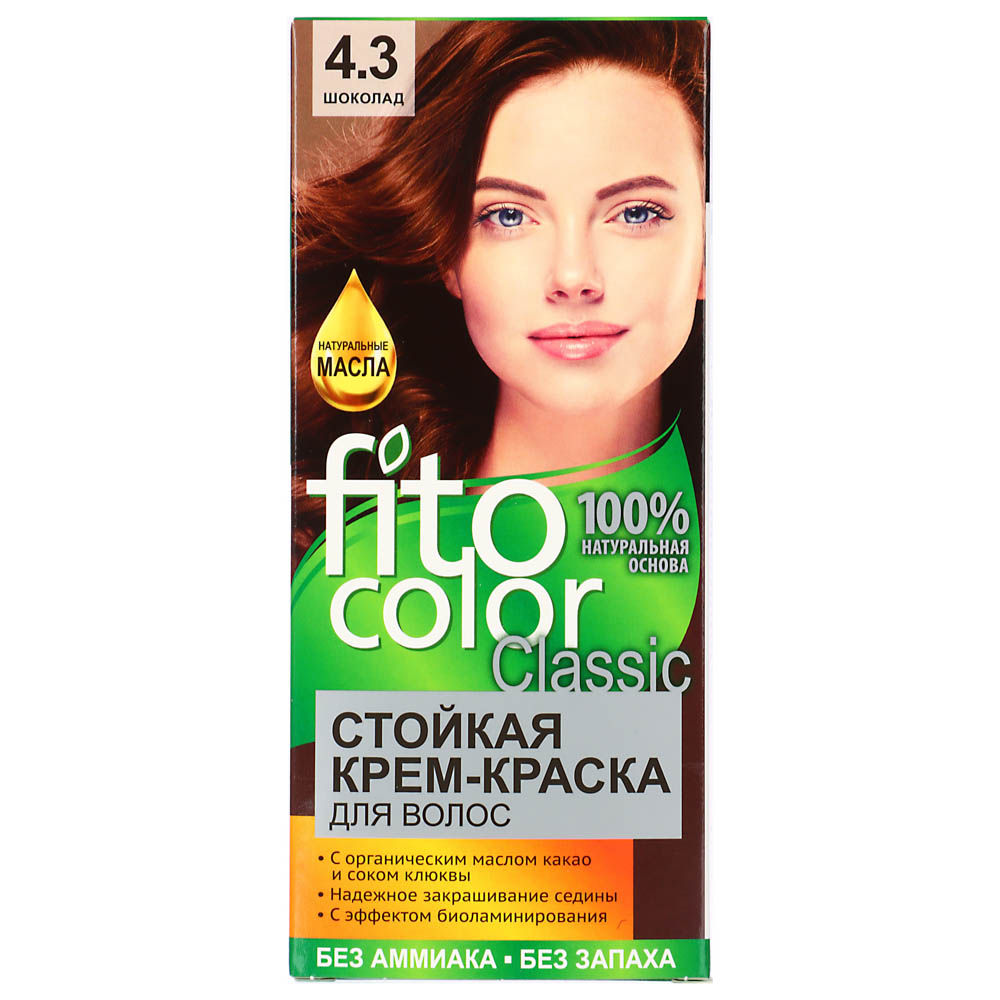 4.3
ШОКОЛАД
НАТУРАЛЬНЫЕ
МАСЛА
fito
color
Classic
100%
НАТУРАЛЬНАЯ
ОСНОВА
СТОЙКАЯ
КРЕМ-КРАСКА
ДЛЯ ВОЛОС
• С органическим маслом какао
и соком клюквы
• Надежное закрашивание седины
• С эффектом биоламинирования
БЕЗ АММИАКА ▪ БЕЗ ЗАПАХА